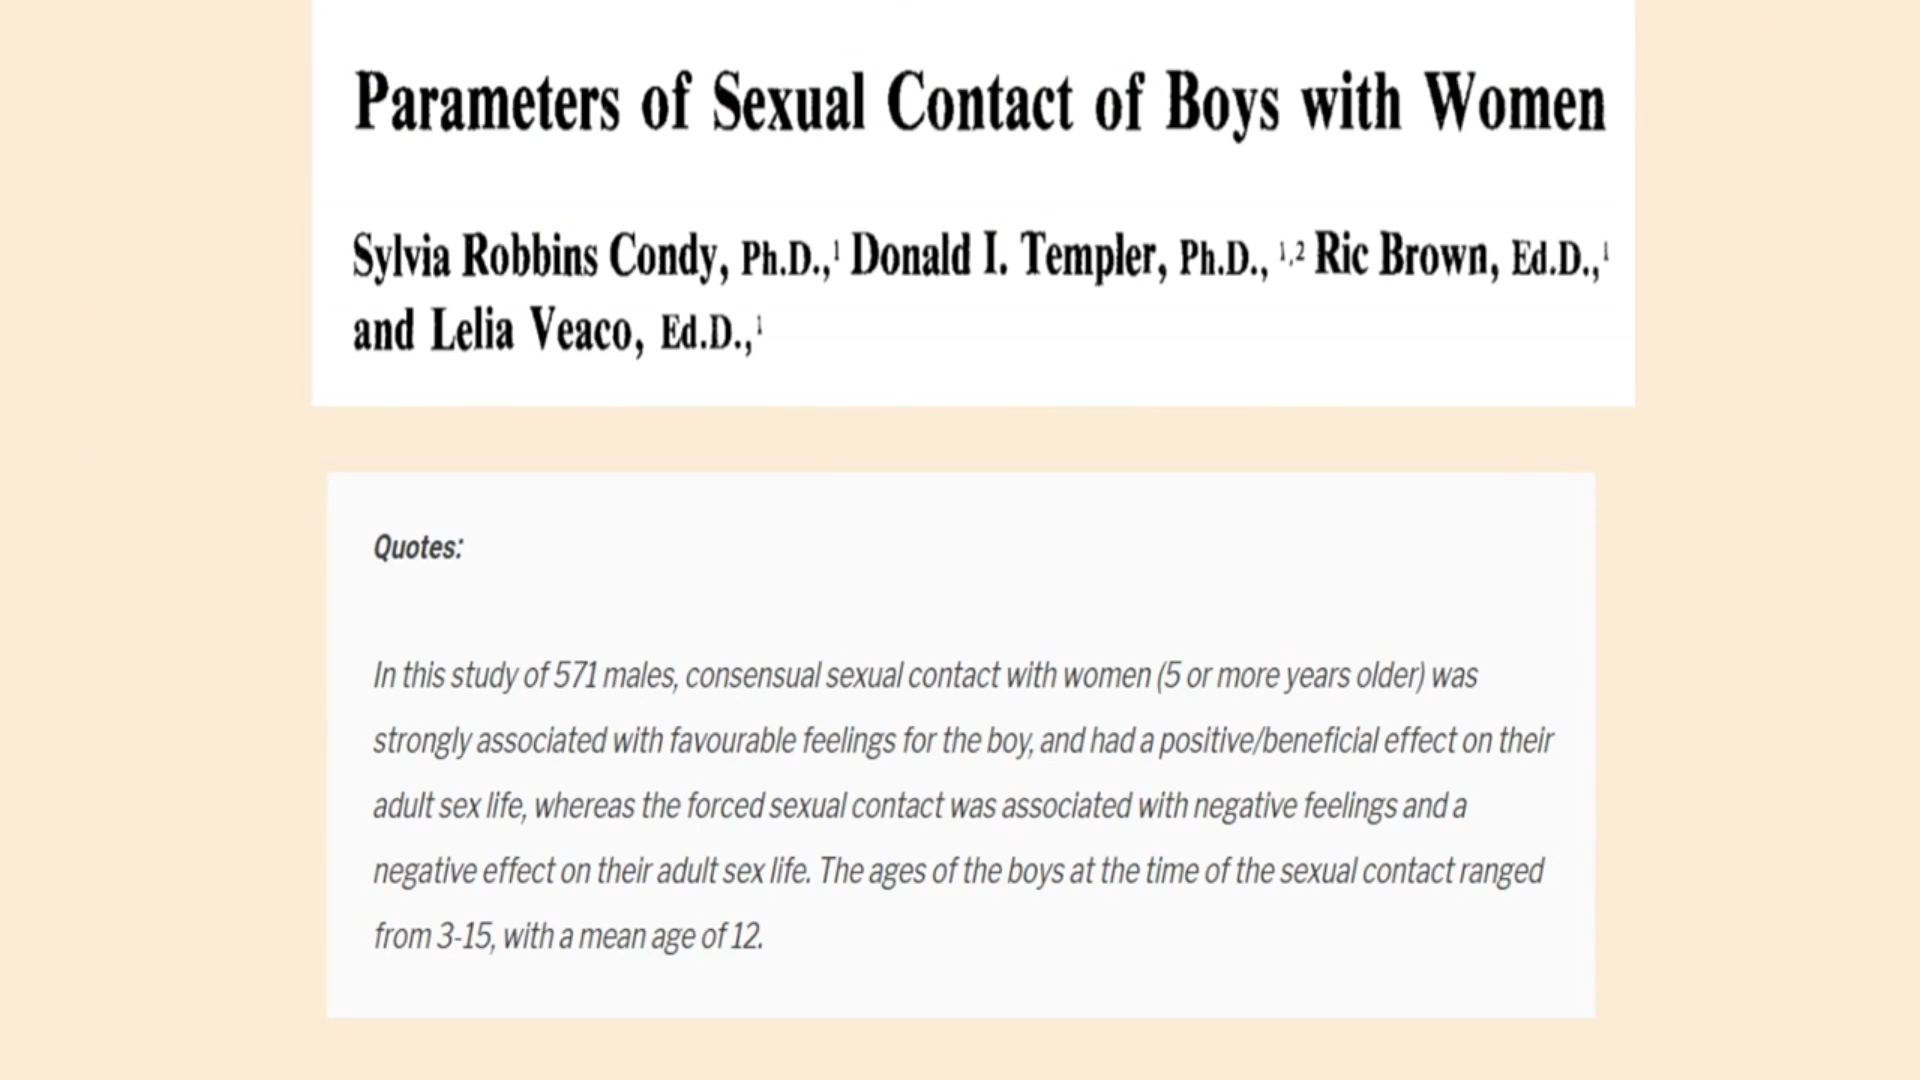 Parameters of Sexual Contact of Boys with Women
Sylvia Robbins Condy, Ph.D.,¹ Donald I. Templer, Ph.D., ¹,² Ric Brown, Ed.D.,¹
and Lelia Veaco, Ed.D.,¹
Quotes:
In this study of 571 males, consensual sexual contact with women (5 or more years older) was
strongly associated with favourable feelings for the boy, and had a positive/beneficial effect on their
adult sex life, whereas the forced sexual contact was associated with negative feelings and a
negative effect on their adult sex life. The ages of the boys at the time of the sexual contact ranged
from 3-15, with a mean age of 12.